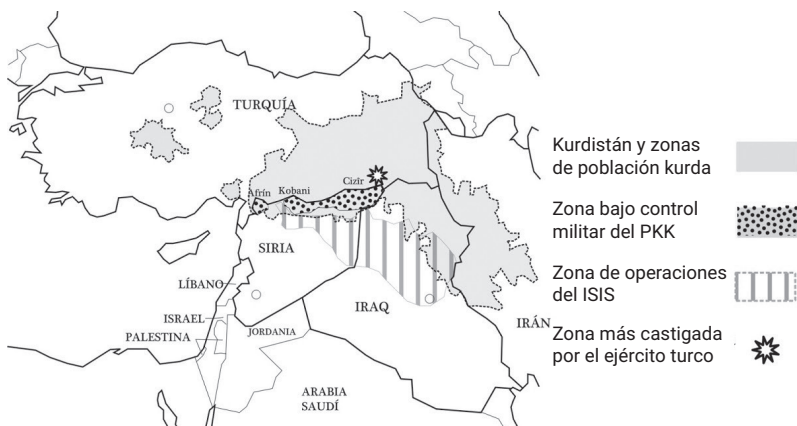 TURQUÍA
Cizîr
Afrín
Kobani
SIRIA
LÍBANO
IRAQ
IRÁN
ISRAEL
JORDANIA
PALESTINA
ARABIA
SAUDÍ
Kurdistán y zonas
de población kurda
Zona bajo control
militar del PKK
Zona de operaciones
del ISIS
Zona más castigada
por el ejército turco